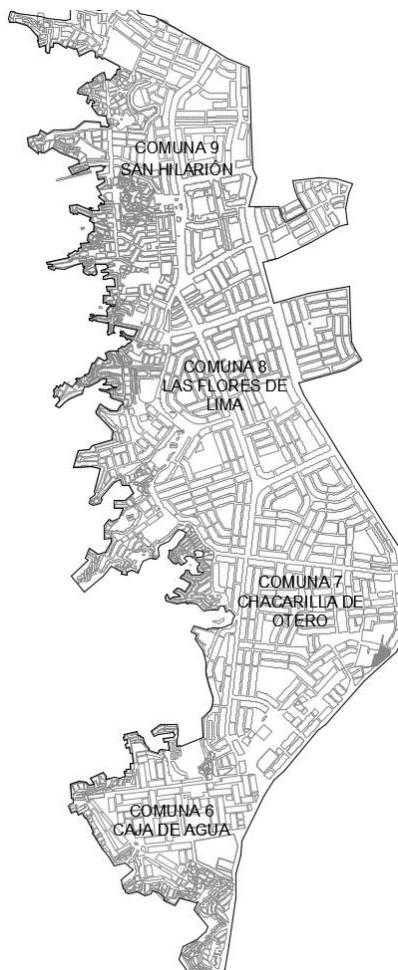 COMUNA 9
SAN HILARIÓN
COMUNA 8
LAS FLORES DE
LIMA
COMUNA 7
CHACARILLA DE
OTERO
COMUNA 6
CAJA DE AGUA